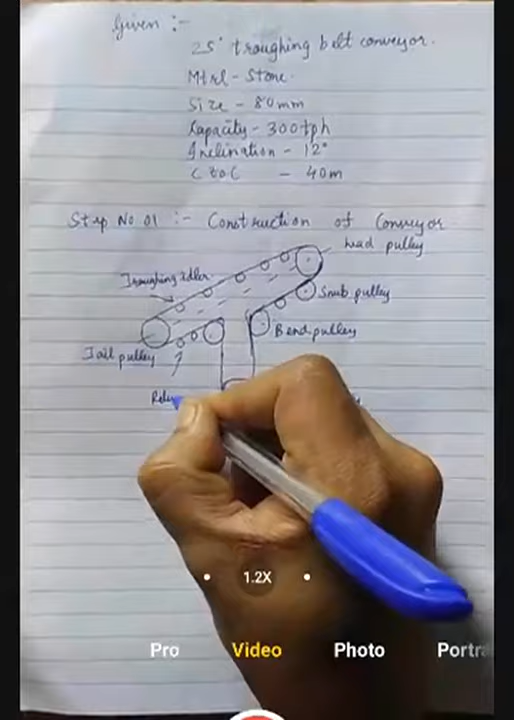 Given :-
25° troughing belt conveyor.
Mtrl - Stone.
Size - 80mm
Capacity - 300tph
Inclination - 12°
C to C - 40m
Step No 01 :- Construction of Conveyor
head pulley
Troughing idler
Snub pulley
Bend pulley
Tail pulley
1.2X
Pro Video Photo Portra